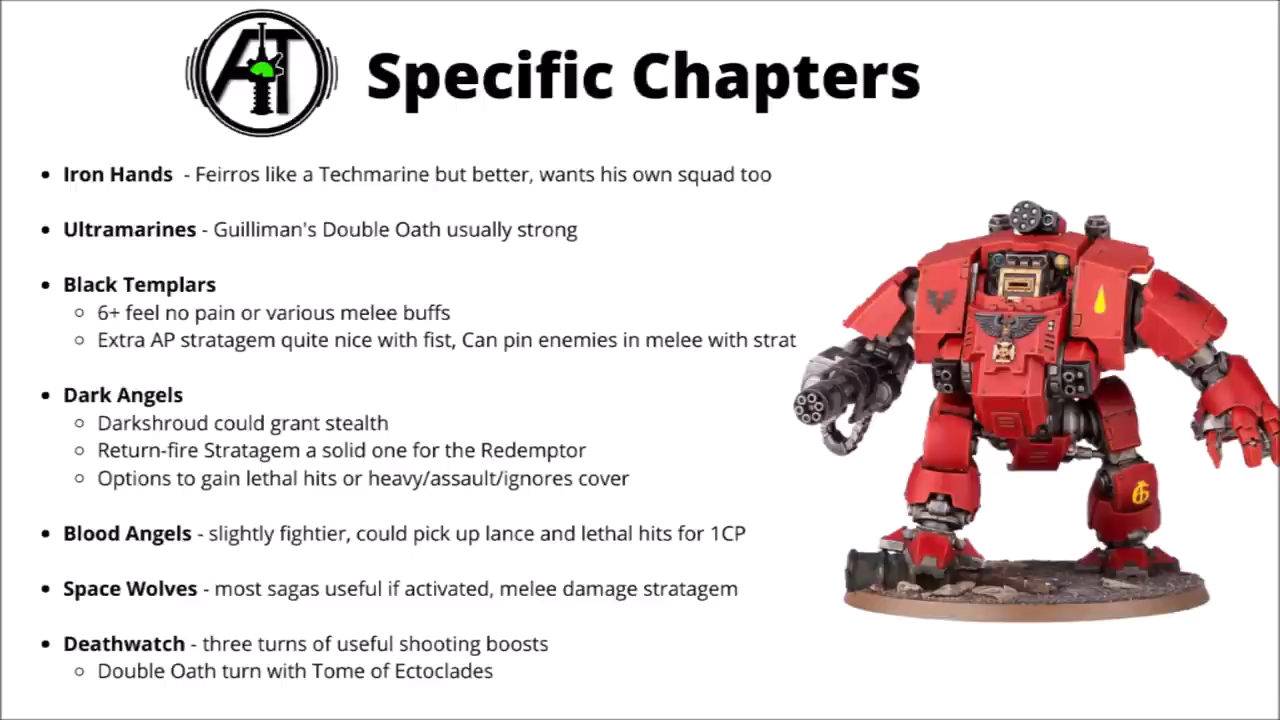 AT
Specific Chapters
• Iron Hands - Feirros like a Techmarine but better, wants his own squad too
• Ultramarines - Guilliman's Double Oath usually strong
• Black Templars
○ 6+ feel no pain or various melee buffs
○ Extra AP stratagem quite nice with fist, Can pin enemies in melee with strat
• Dark Angels
○ Darkshroud could grant stealth
○ Return-fire Stratagem a solid one for the Redemptor
○ Options to gain lethal hits or heavy/assault/ignores cover
• Blood Angels - slightly fightier, could pick up lance and lethal hits for 1CP
• Space Wolves - most sagas useful if activated, melee damage stratagem
• Deathwatch - three turns of useful shooting boosts
○ Double Oath turn with Tome of Ectoclades